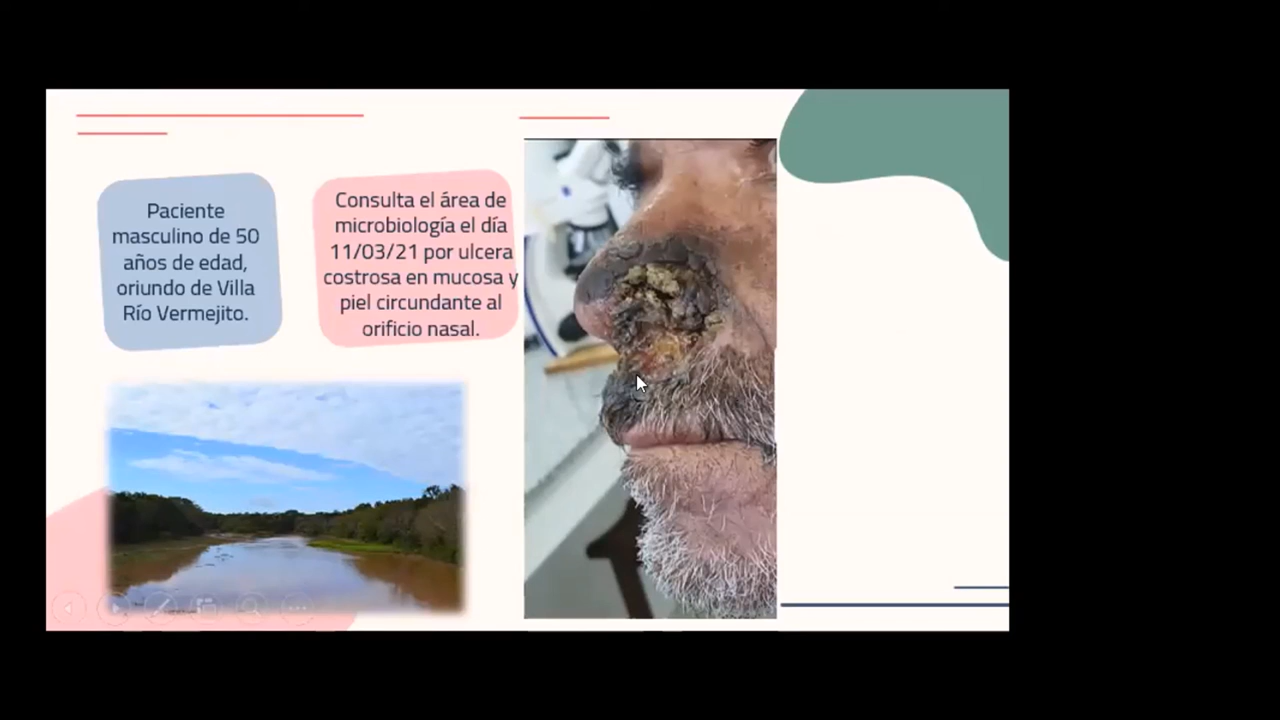 Paciente
masculino de 50
años de edad,
oriundo de Villa
Río Vermejito.
Consulta el área de
microbiología el día
11/03/21 por ulcera
costrosa en mucosa y
piel circundante al
orificio nasal.